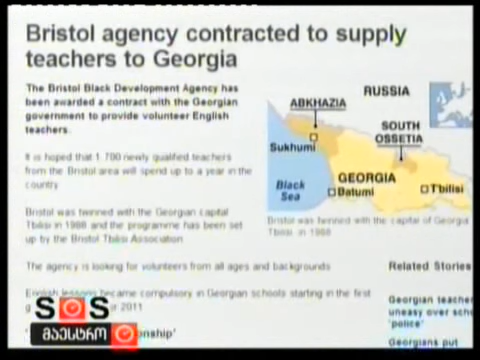 Bristol agency contracted to supply
teachers to Georgia
The Bristol Black Development Agency has
been awarded a contract with the Georgian
government to provide volunteer English
teachers.
It is hoped that 1,700 newly qualified teachers
from the Bristol area will spend up to a year in the
country
Bristol was twinned with the Georgian capital
Tbilisi in 1988 and the programme has been set
up by the Bristol Tbilisi Association
The agency is looking for volunteers from all ages and backgrounds
English lessons became compulsory in Georgian schools starting in the first
2011
RUSSIA
ABKHAZIA
SOUTH
OSSETIA
Sukhumi
GEORGIA
Black
Sea
Batumi
Tbilisi
Bristol was twinned with the capital of Georgia
Tbilisi in 1988
Related Stories
Georgian teacher
uneasy over sch
'police'
Georgians put
SOS
მაესტრო